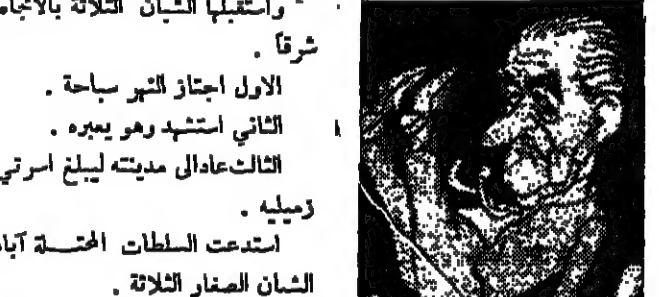 واستقبلها الشبان الثلاثة بالاتجاه
شرقاً .
الاول اجتاز النهر سباحة .
الثاني استشهد وهو يعبره .
الثالث عاد الى مدينته ليبلغ اسرتي
زميليه .
استدعت السلطات المحتـــلة آباء
الشبان الصغار الثلاثة .